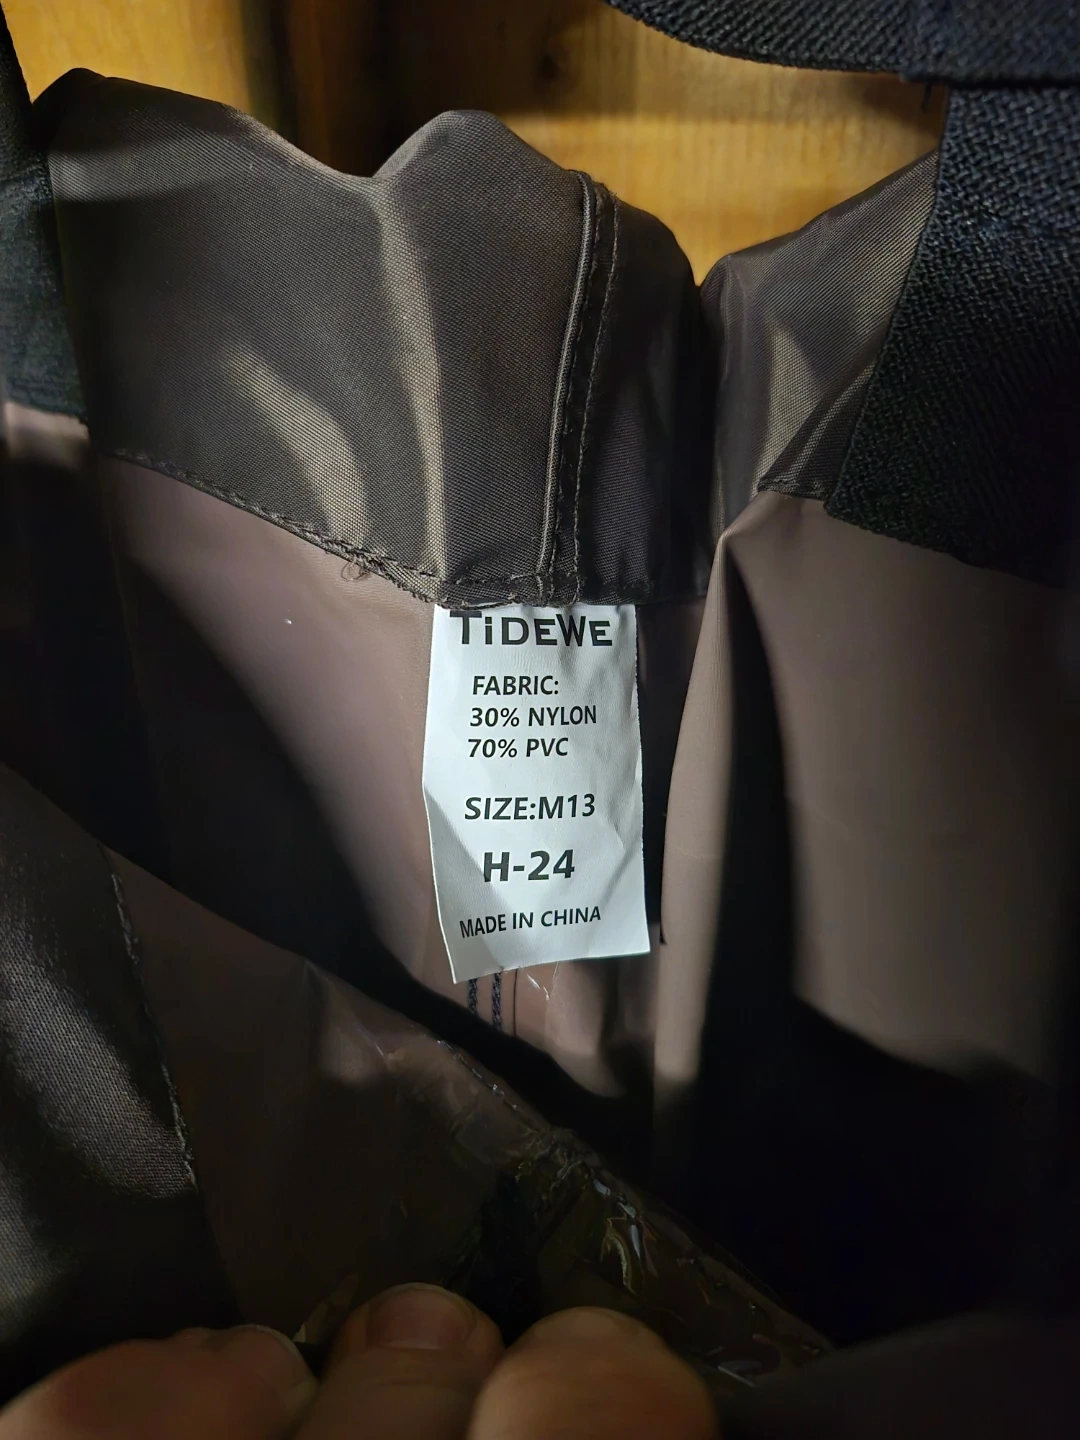 TiDEWE
FABRIC:
30% NYLON
70% PVC
SIZE:M13
H-24
MADE IN CHINA